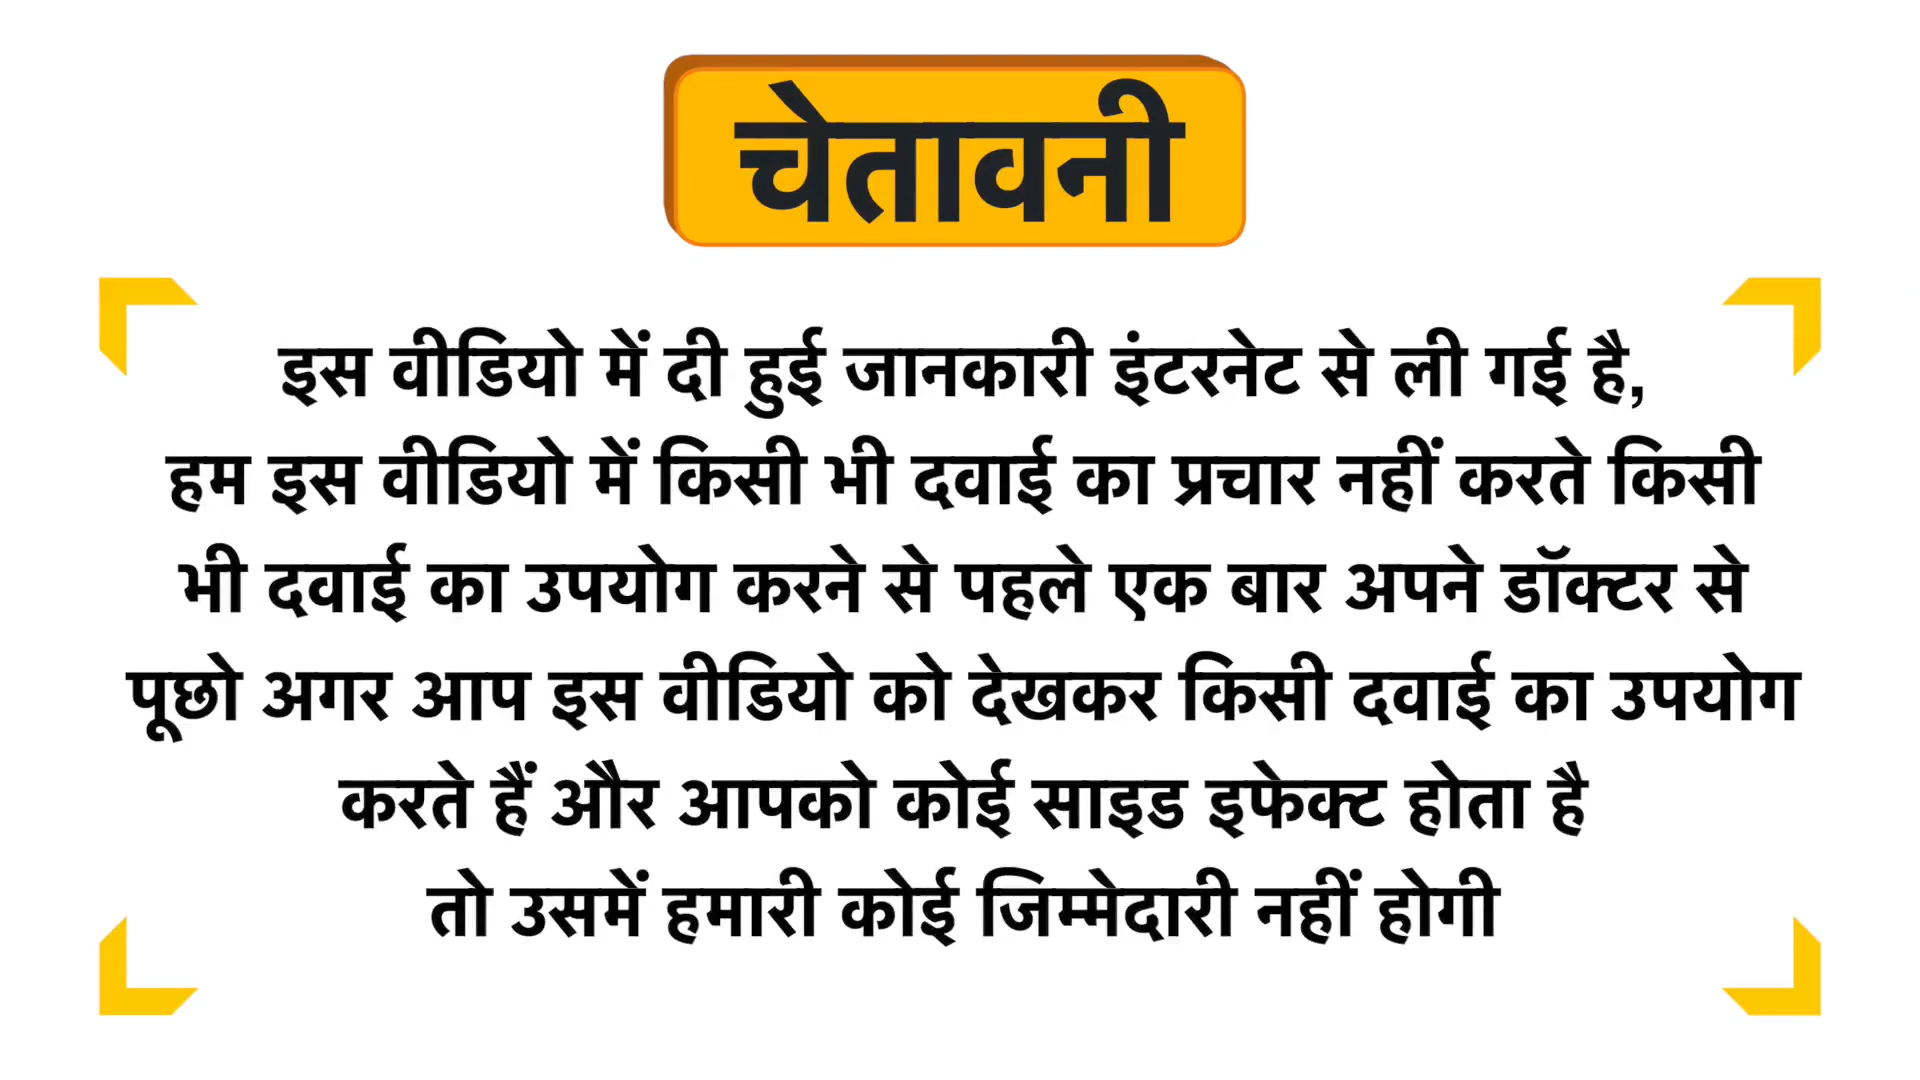 चेतावनी
इस वीडियो में दी हुई जानकारी इंटरनेट से ली गई है,
हम इस वीडियो में किसी भी दवाई का प्रचार नहीं करते किसी
भी दवाई का उपयोग करने से पहले एक बार अपने डॉक्टर से
पूछो अगर आप इस वीडियो को देखकर किसी दवाई का उपयोग
करते हैं और आपको कोई साइड इफेक्ट होता है
तो उसमें हमारी कोई जिम्मेदारी नहीं होगी